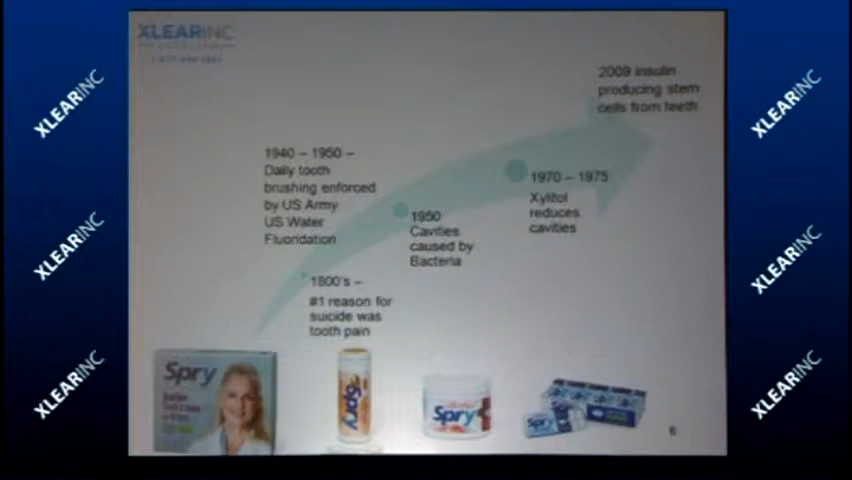 XLEARINC
2009 insulin
producing stem
cells from teeth
1940 – 1950 –
Daily tooth
brushing enforced
by US Army
US Water
Fluoridation
1970 – 1975
Xylitol
reduces
cavities
1950
Cavities
caused by
Bacteria
1800's –
#1 reason for
suicide was
tooth pain
Spry
Spry
Spry
Spry
6
XLEARINC
XLEARINC
XLEARINC
XLEARINC
XLEARINC
XLEARINC